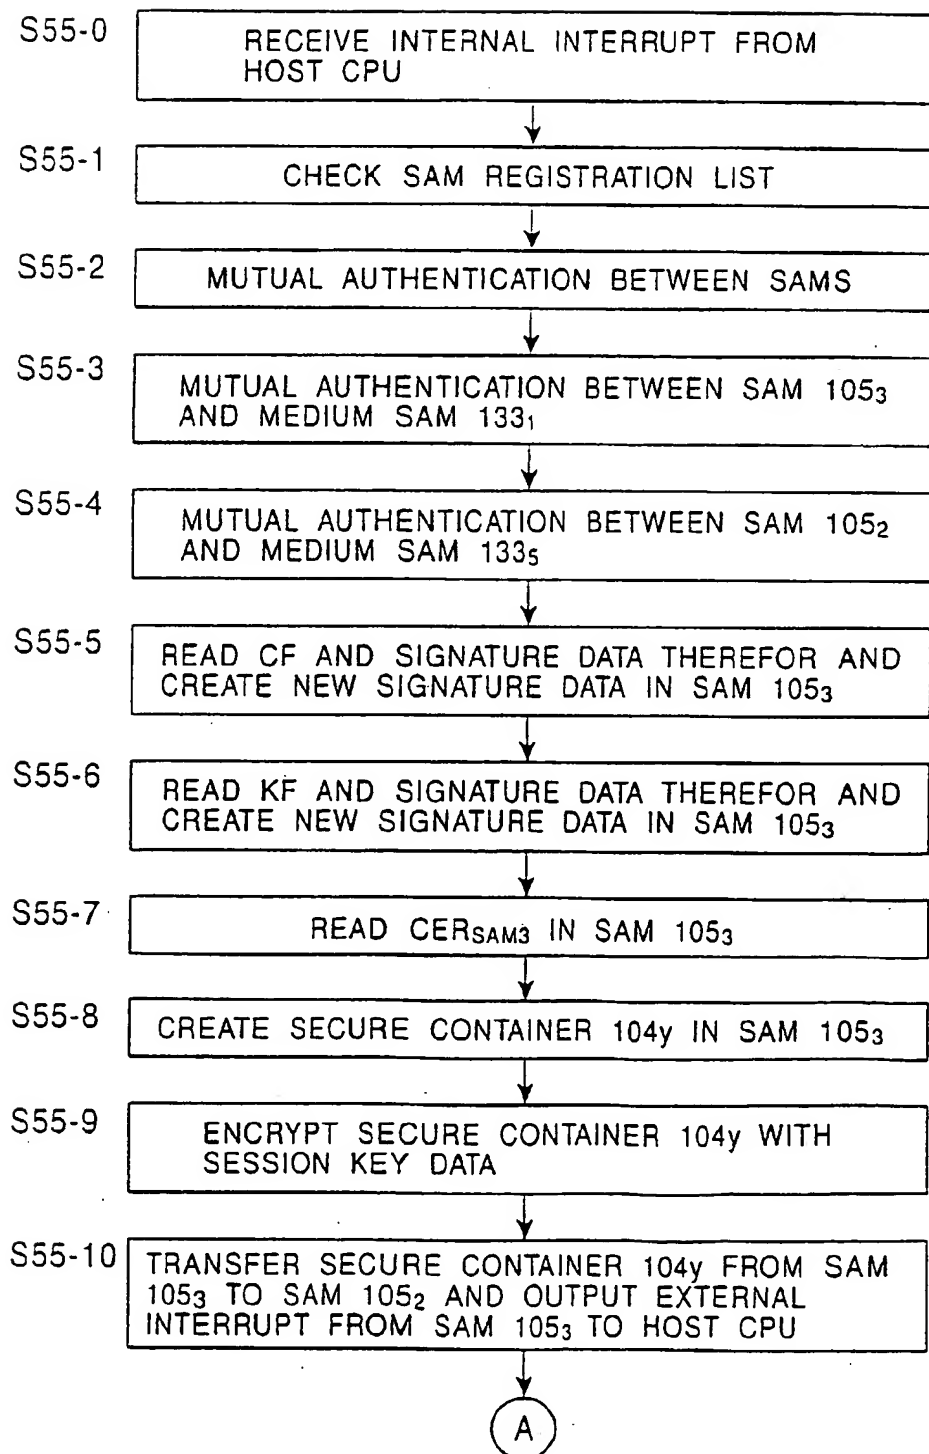 S55-0
RECEIVE INTERNAL INTERRUPT FROM
HOST CPU
S55-1
CHECK SAM REGISTRATION LIST
S55-2
MUTUAL AUTHENTICATION BETWEEN SAMS
S55-3
MUTUAL AUTHENTICATION BETWEEN SAM 105₃
AND MEDIUM SAM 133₁
S55-4
MUTUAL AUTHENTICATION BETWEEN SAM 105₂
AND MEDIUM SAM 133₅
S55-5
READ CF AND SIGNATURE DATA THEREFOR AND
CREATE NEW SIGNATURE DATA IN SAM 105₃
S55-6
READ KF AND SIGNATURE DATA THEREFOR AND
CREATE NEW SIGNATURE DATA IN SAM 105₃
S55-7
READ CERSAM3 IN SAM 105₃
S55-8
CREATE SECURE CONTAINER 104y IN SAM 105₃
S55-9
ENCRYPT SECURE CONTAINER 104y WITH
SESSION KEY DATA
S55-10
TRANSFER SECURE CONTAINER 104y FROM SAM
105₃ TO SAM 105₂ AND OUTPUT EXTERNAL
INTERRUPT FROM SAM 105₃ TO HOST CPU
A